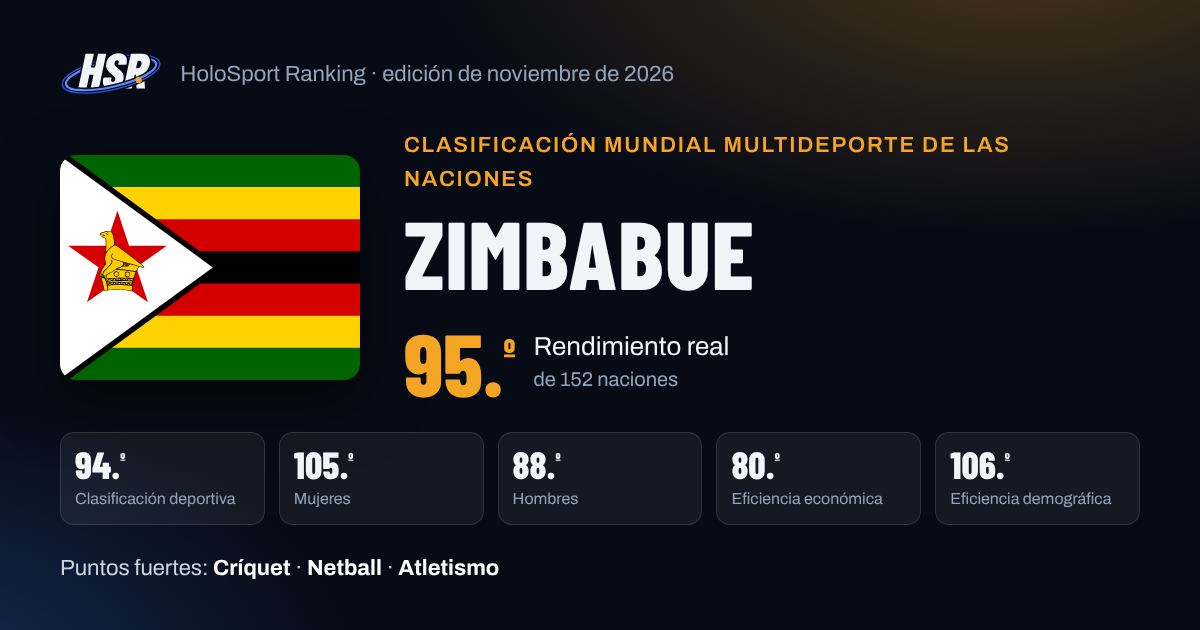 HSR
HoloSport Ranking · edición de noviembre de 2026
CLASIFICACIÓN MUNDIAL MULTIDEPORTE DE LAS
NACIONES
ZIMBABUE
95.º
Rendimiento real
de 152 naciones
94.º
Clasificación deportiva
105.º
Mujeres
88.º
Hombres
80.º
Eficiencia económica
106.º
Eficiencia demográfica
Puntos fuertes: Críquet · Netball · Atletismo